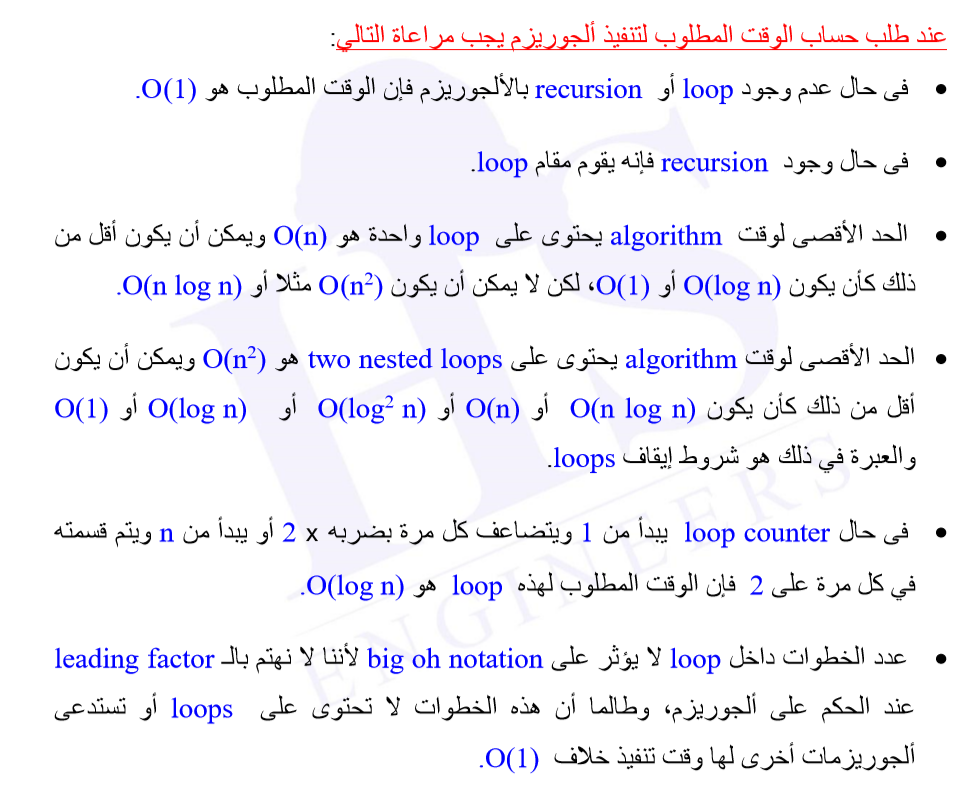 عند طلب حساب الوقت المطلوب لتنفيذ ألجوريزم يجب مراعاة التالي:
• فى حال عدم وجود loop أو recursion بالألجوريزم فإن الوقت المطلوب هو O(1).
• فى حال وجود recursion فإنه يقوم مقام loop.
• الحد الأقصى لوقت algorithm يحتوى على loop واحدة هو O(n) ويمكن أن يكون أقل من
ذلك كأن يكون O(log n) أو O(1)، لكن لا يمكن أن يكون O(n²) مثلا أو O(n log n).
• الحد الأقصى لوقت algorithm يحتوى على two nested loops هو O(n²) ويمكن أن يكون
أقل من ذلك كأن يكون O(n log n) أو O(n) أو O(log² n) أو O(log n) أو O(1)
والعبرة في ذلك هو شروط إيقاف loops.
• فى حال loop counter يبدأ من 1 ويتضاعف كل مرة بضربه x 2 أو يبدأ من n ويتم قسمته
في كل مرة على 2 فإن الوقت المطلوب لهذه loop هو O(log n).
• عدد الخطوات داخل loop لا يؤثر على big oh notation لأننا لا نهتم بالـ leading factor
عند الحكم على ألجوريزم، وطالما أن هذه الخطوات لا تحتوى على loops أو تستدعى
ألجوريزمات أخرى لها وقت تنفيذ خلاف O(1).
HS
ENGINEERS